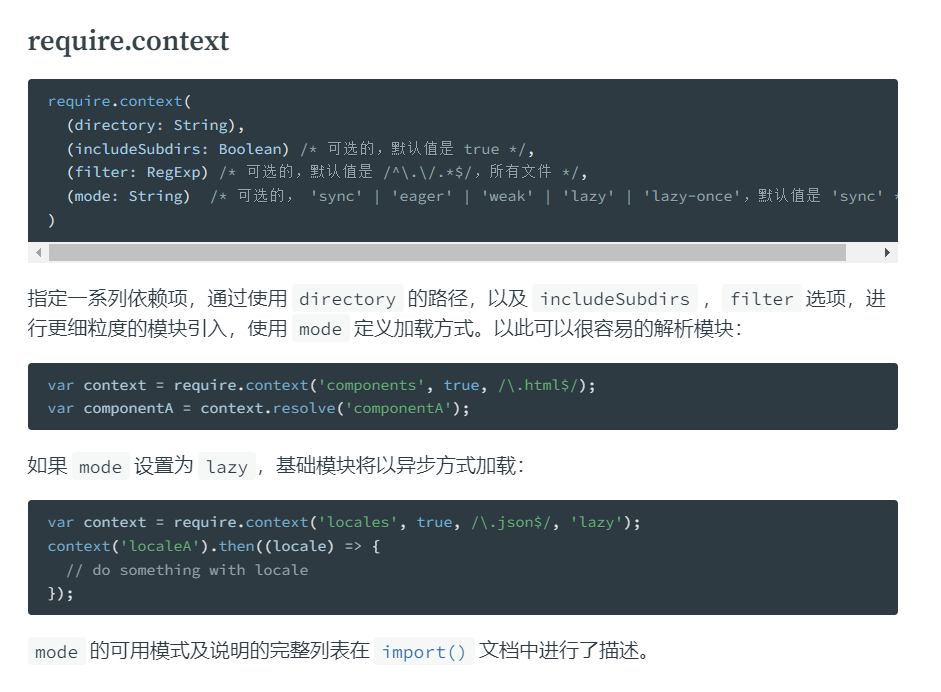 require.context
require.context(
  (directory: String),
  (includeSubdirs: Boolean) /* 可选的，默认值是 true */,
  (filter: RegExp) /* 可选的，默认值是 /^\.\/.*$/，所有文件 */,
  (mode: String)  /* 可选的， 'sync' | 'eager' | 'weak' | 'lazy' | 'lazy-once'，默认值是 'sync' *
)
指定一系列依赖项，通过使用 directory 的路径，以及 includeSubdirs ，filter 选项，进
行更细粒度的模块引入，使用 mode 定义加载方式。以此可以很容易的解析模块：
var context = require.context('components', true, /\.html$/);
var componentA = context.resolve('componentA');
如果 mode 设置为 lazy ，基础模块将以异步方式加载：
var context = require.context('locales', true, /\.json$/, 'lazy');
context('localeA').then((locale) => {
  // do something with locale
});
mode 的可用模式及说明的完整列表在 import() 文档中进行了描述。